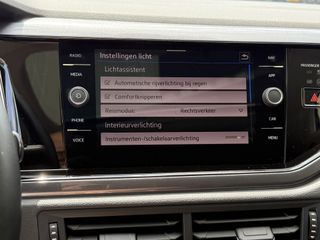 Instellingen licht
RADIO
NAV
PASSENGER
Lichtassistent
Automatische rijverlichting bij regen
MEDIA
APP
Comfortknipperen
Reismodus: Rechtsverkeer
PHONE
CAR
Interieurverlichting
VOICE
Instrumenten-/schakelaarverlichting
MENU